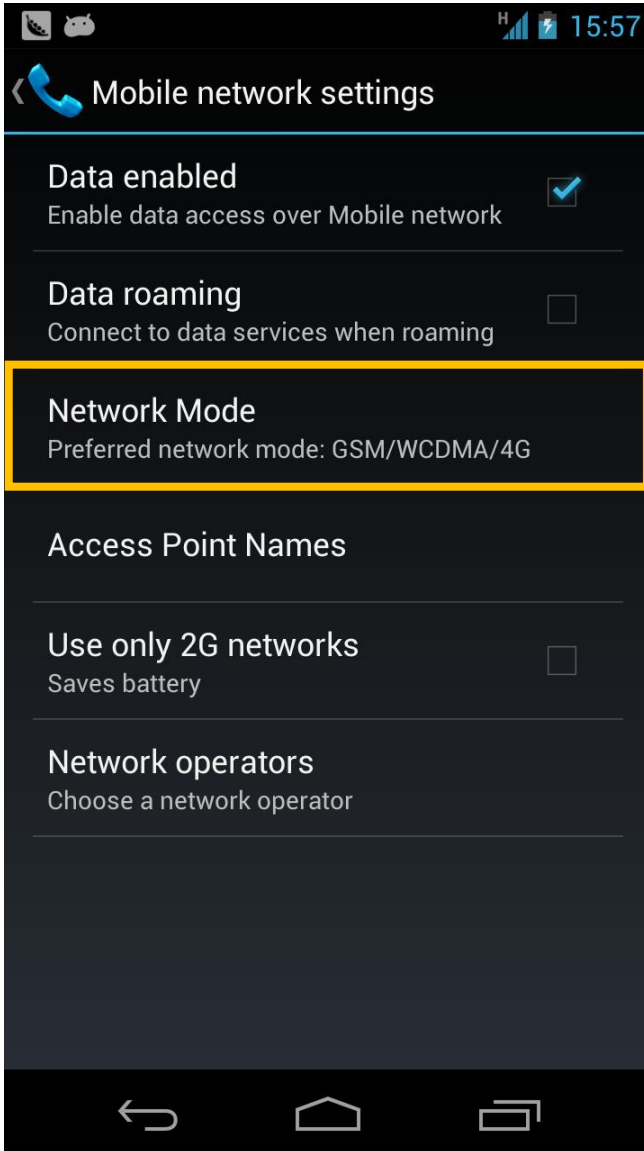 H 15:57
Mobile network settings
Data enabled
Enable data access over Mobile network
Data roaming
Connect to data services when roaming
Network Mode
Preferred network mode: GSM/WCDMA/4G
Access Point Names
Use only 2G networks
Saves battery
Network operators
Choose a network operator